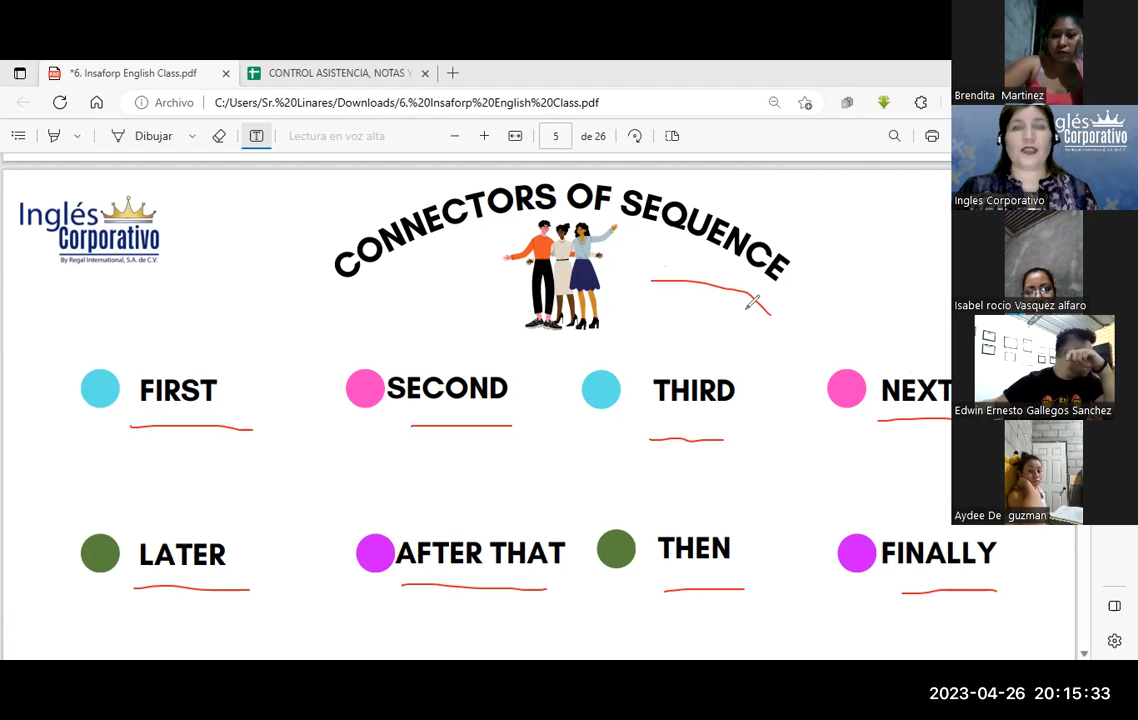 *6. Insaforp English Class.pdf
CONTROL ASISTENCIA, NOTAS Y
Archivo
C:/Users/Sr.%20Linares/Downloads/6.%20Insaforp%20English%20Class.pdf
Dibujar
Lectura en voz alta
5
de 26
Inglés
Corporativo
By Regal International, S.A. de C.V.
CONNECTORS OF SEQUENCE
FIRST
SECOND
THIRD
NEXT
LATER
AFTER THAT
THEN
FINALLY
Brendita Martinez
glés
Corporativo
Ingles Corporativo
Isabel rocio Vasquez alfaro
Edwin Ernesto Gallegos Sanchez
Aydee De guzman
2023-04-26 20:15:33